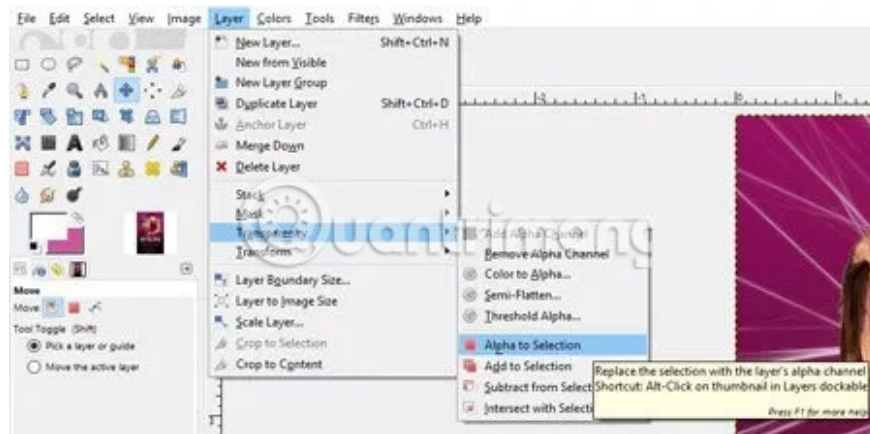 File Edit Select View Image Layer Colors Tools Filters Windows Help
New Layer... Shift+Ctrl+N
New from Visible
New Layer Group
Duplicate Layer Shift+Ctrl+D
Anchor Layer Ctrl+H
Merge Down
Delete Layer
Stack
Mask
Transparency
Transform
Layer Boundary Size...
Layer to Image Size
Scale Layer...
Crop to Selection
Crop to Content
Add Alpha Channel
Remove Alpha Channel
Color to Alpha...
Semi-Flatten...
Threshold Alpha...
Alpha to Selection
Add to Selection
Subtract from Select
Intersect with Selecti
Replace the selection with the layer's alpha channel
Shortcut: Alt-Click on thumbnail in Layers dockable
Press F1 for more help
Move
Move
Tool Toggle (Shift)
Pick a layer or guide
Move the active layer
Quantrimang